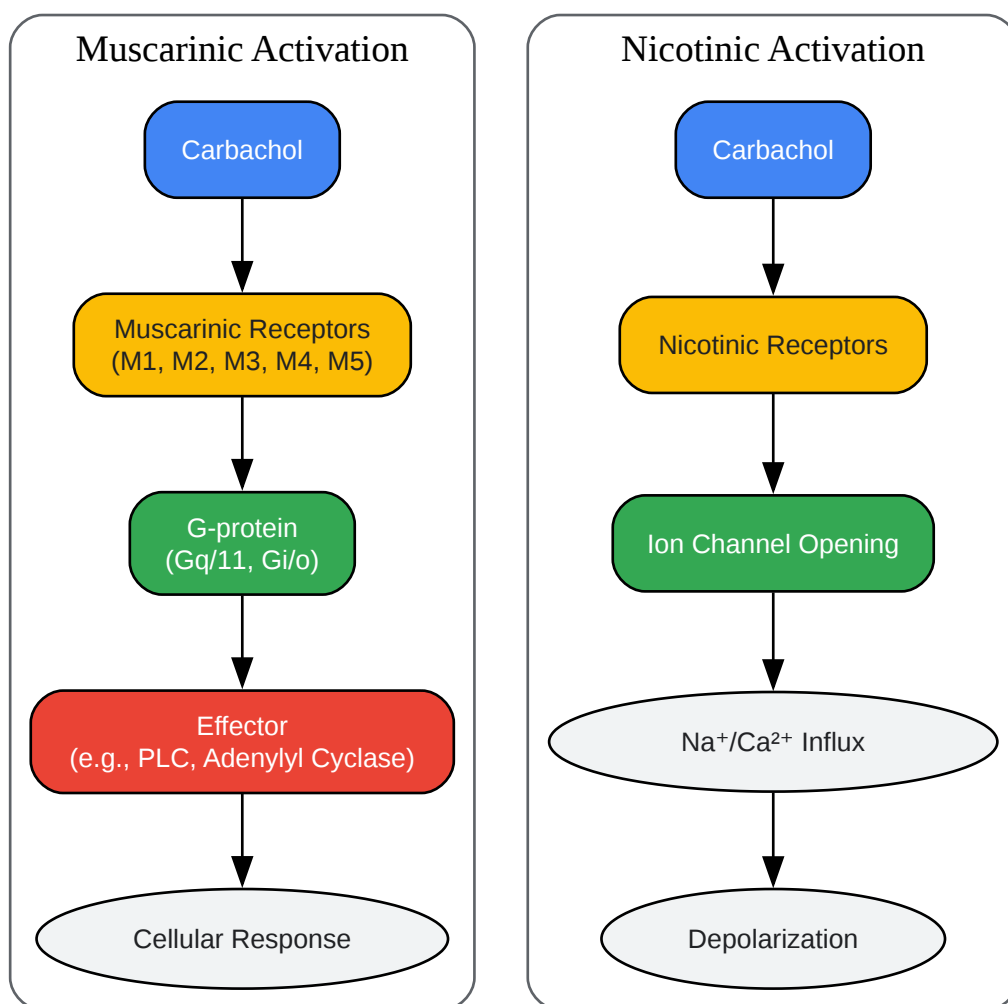 Muscarinic Activation
Carbachol
Muscarinic Receptors
(M1, M2, M3, M4, M5)
G-protein
(Gq/11, Gi/o)
Effector
(e.g., PLC, Adenylyl Cyclase)
Cellular Response
Nicotinic Activation
Carbachol
Nicotinic Receptors
Ion Channel Opening
Na⁺/Ca²⁺ Influx
Depolarization